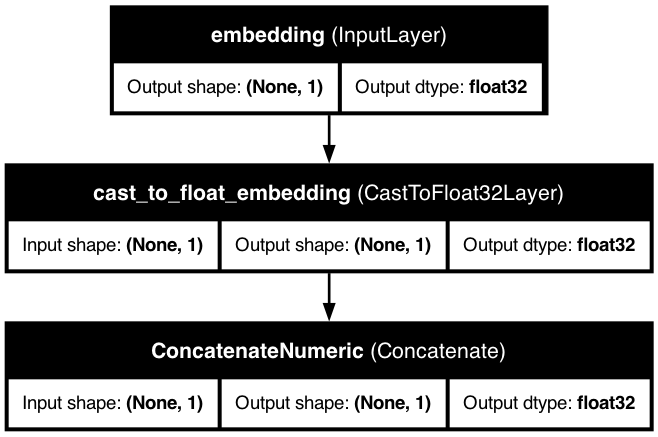 embedding (InputLayer)
Output shape: (None, 1) Output dtype: float32
cast_to_float_embedding (CastToFloat32Layer)
Input shape: (None, 1) Output shape: (None, 1) Output dtype: float32
ConcatenateNumeric (Concatenate)
Input shape: (None, 1) Output shape: (None, 1) Output dtype: float32